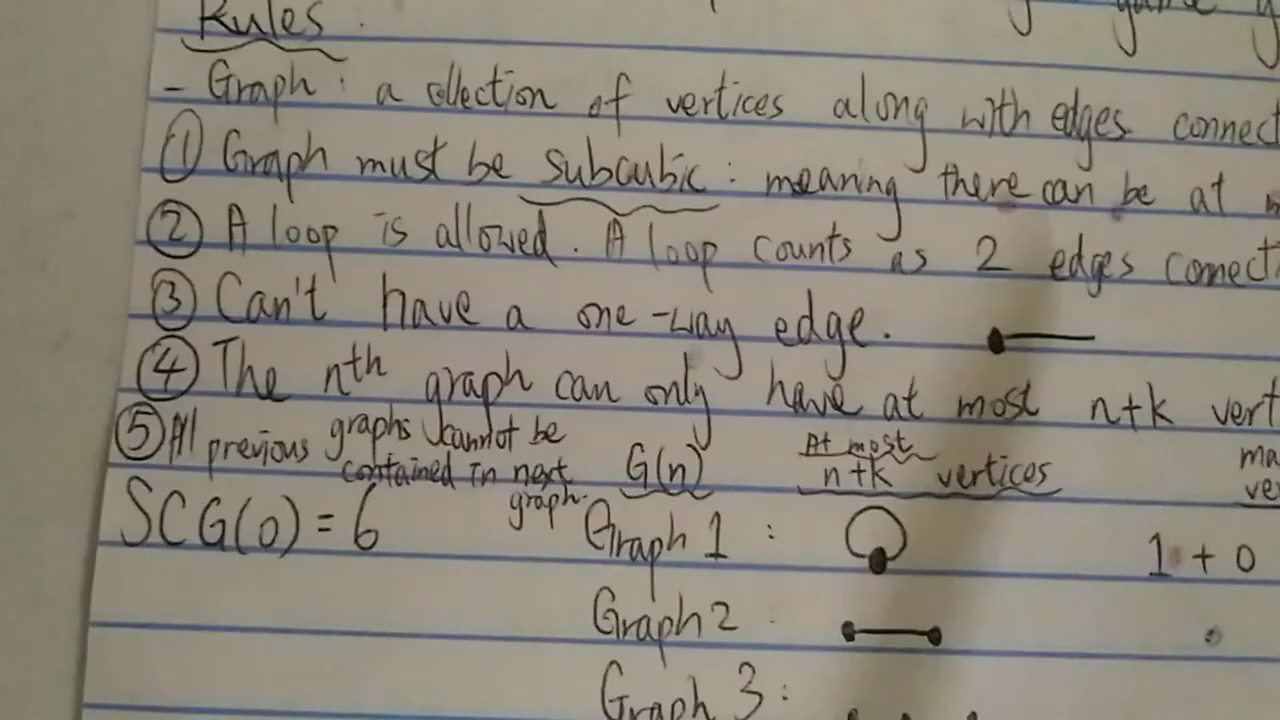 Rules.
- Graph: a ollection of vertices along with edges connect
① Graph must be subcubic: meaning there can be at
② A loop is allowed. A loop counts as 2 edges connect
③ Can't have a one-way edge.
④ The nth graph can only have at most n+k vert
⑤ All previous graphs cannot be
contained in next
graph.
G(n)
At most
n+k vertices
ma
ve
SCG(0) = 6
Graph 1 :
1 + 0
Graph 2
Graph 3 :